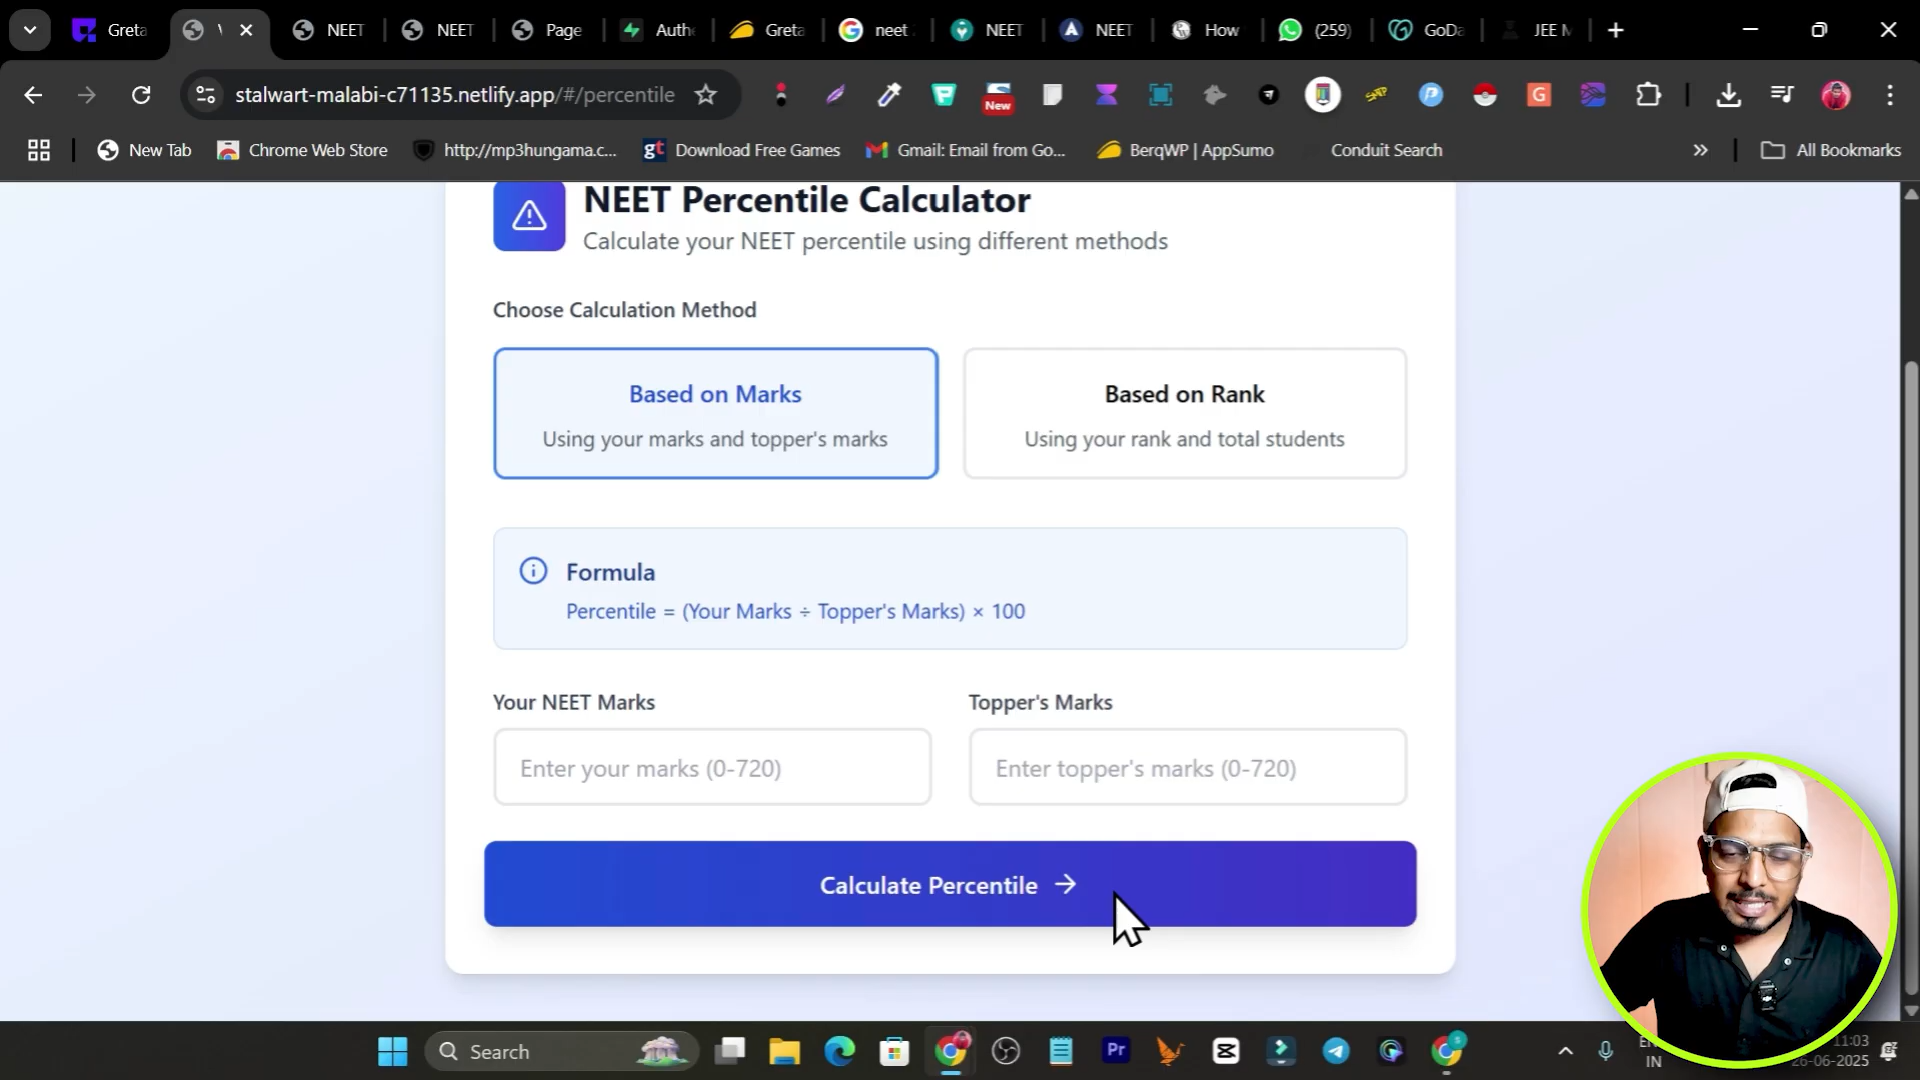 Greta
NEET
NEET
Page
Auth
Greta
neet
NEET
NEET
How
(259)
GoDa
JEE M
stalwart-malabi-c71135.netlify.app/#/percentile
New
New Tab
Chrome Web Store
http://mp3hungama.c...
gt
Download Free Games
Gmail: Email from Go...
BerqWP | AppSumo
Conduit Search
All Bookmarks
NEET Percentile Calculator
Calculate your NEET percentile using different methods
Choose Calculation Method
Based on Marks
Using your marks and topper's marks
Based on Rank
Using your rank and total students
Formula
Percentile = (Your Marks ÷ Topper's Marks) × 100
Your NEET Marks
Topper's Marks
Enter your marks (0-720)
Enter topper's marks (0-720)
Calculate Percentile →
Search
Pr
IN
11:03
26-06-2025